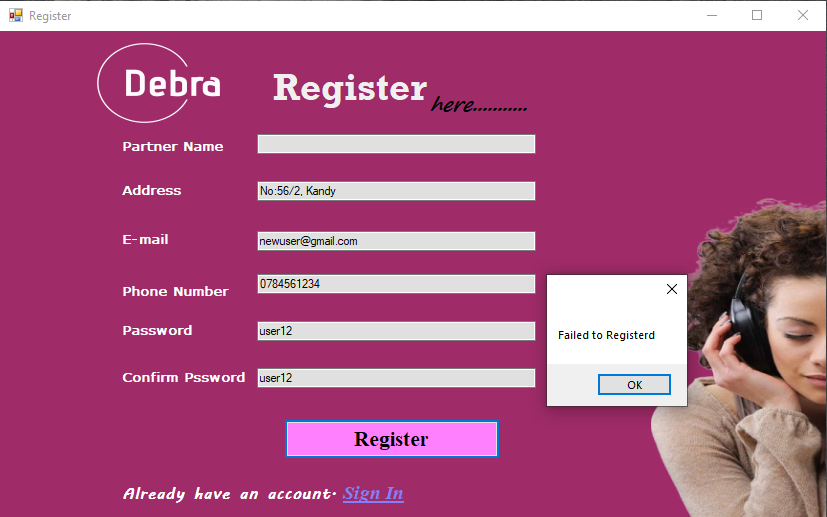 Register
Debra
Register
here...........
Partner Name
Address
No:56/2, Kandy
E-mail
newuser@gmail.com
Phone Number
0784561234
Password
user12
Confirm Pssword
user12
Failed to Registerd
OK
Register
Already have an account. Sign In